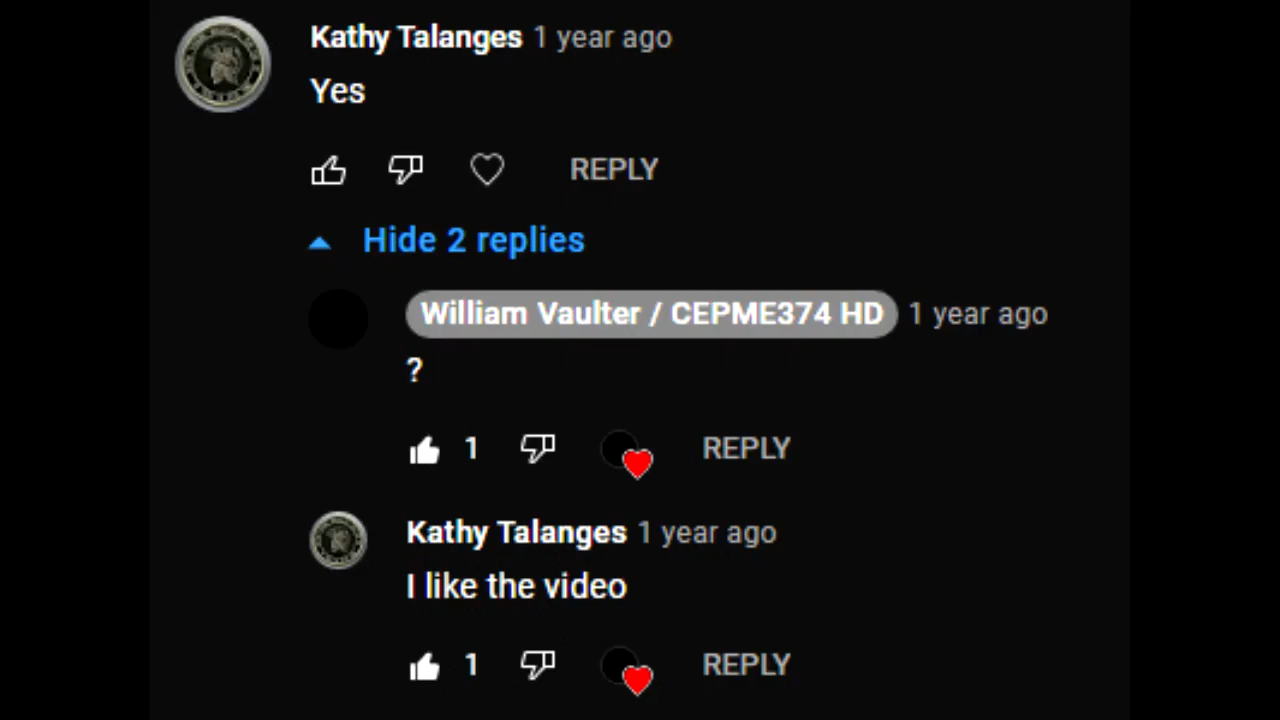 Kathy Talanges 1 year ago
Yes
REPLY
Hide 2 replies
William Vaulter / CEPME374 HD 1 year ago
?
1 REPLY
Kathy Talanges 1 year ago
I like the video
1 REPLY